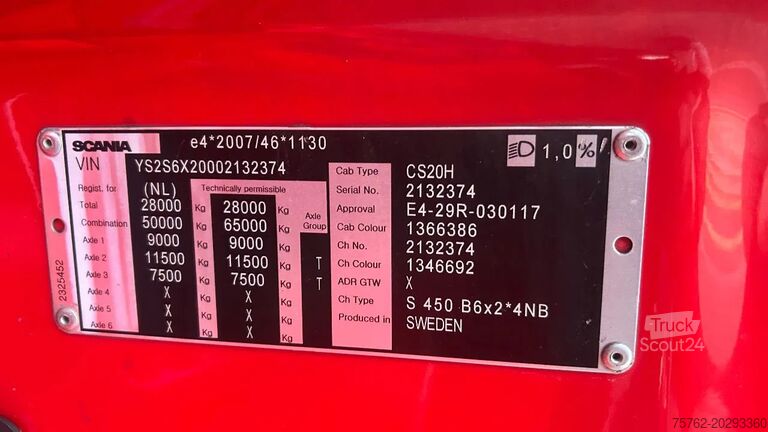 SCANIA e4*2007/46*1130 1,0 %
VIN YS2S6X20002132374
Regist. for (NL) Technically permissible
Total 28000 Kg 28000 Kg Axle Group
Combination 50000 Kg 65000 Kg
Axle 1 9000 Kg 9000 Kg
Axle 2 11500 Kg 11500 Kg T
Axle 3 7500 Kg 7500 Kg T
Axle 4 X Kg X Kg
Axle 5 X Kg X Kg
Axle 6 X Kg X Kg
Cab Type CS20H
Serial No. 2132374
Approval E4-29R-030117
Cab Colour 1366386
Ch No. 2132374
Ch Colour 1346692
ADR GTW X
Ch Type S 450 B6x2*4NB
Produced in SWEDEN
2325452
Truck
Scout24
75762-20293360